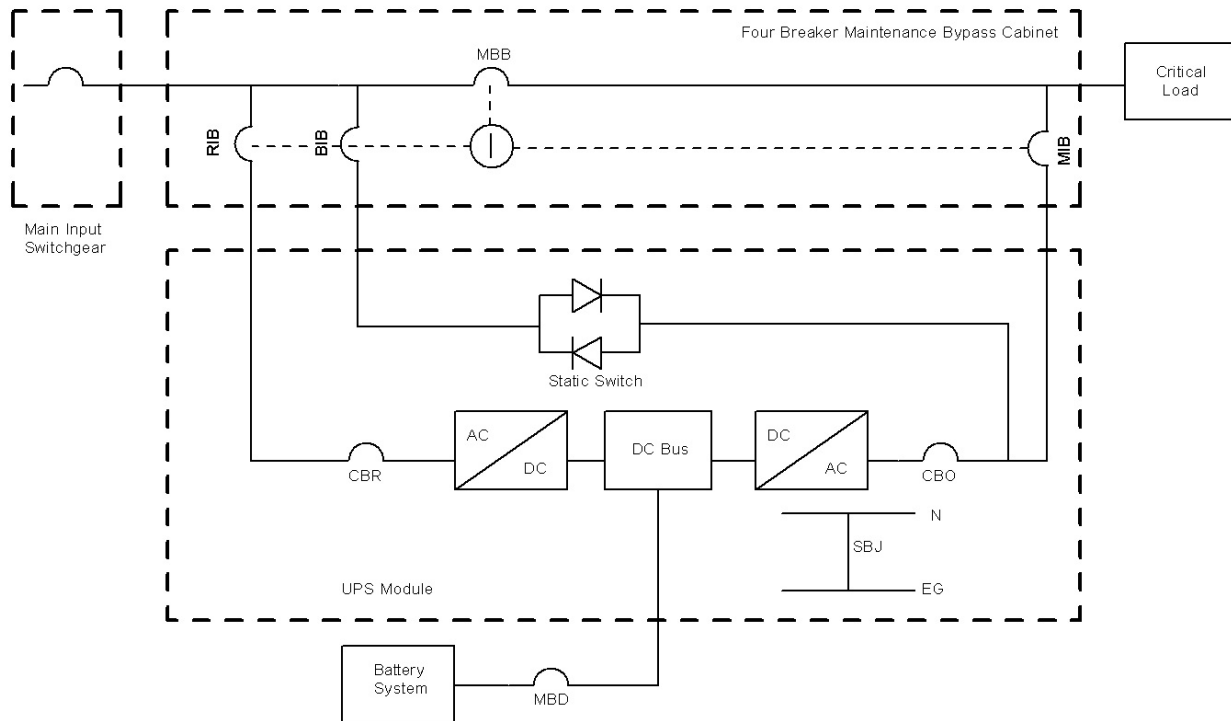 Four Breaker Maintenance Bypass Cabinet
MBB
Critical
Load
RIB
BIB
I
MIB
Main Input
Switchgear
Static Switch
AC
DC
DC Bus
DC
AC
CBR
CBO
N
SBJ
EG
UPS Module
Battery
System
MBD